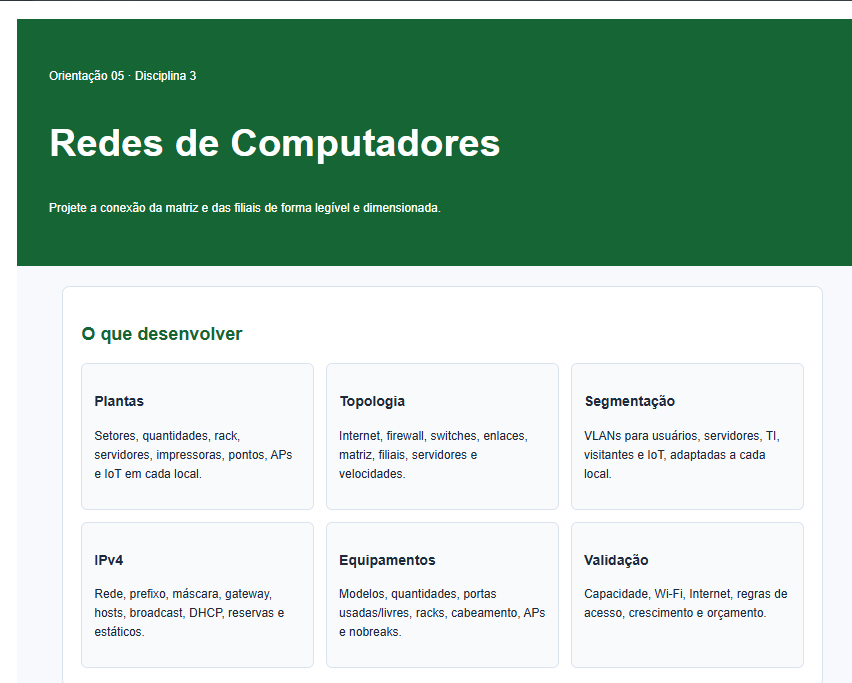 Orientação 05 · Disciplina 3
Redes de Computadores
Projete a conexão da matriz e das filiais de forma legível e dimensionada.
O que desenvolver
Plantas
Setores, quantidades, rack,
servidores, impressoras, pontos, APs
e IoT em cada local.
Topologia
Internet, firewall, switches, enlaces,
matriz, filiais, servidores e
velocidades.
Segmentação
VLANs para usuários, servidores, TI,
visitantes e IoT, adaptadas a cada
local.
IPv4
Rede, prefixo, máscara, gateway,
hosts, broadcast, DHCP, reservas e
estáticos.
Equipamentos
Modelos, quantidades, portas
usadas/livres, racks, cabeamento, APs
e nobreaks.
Validação
Capacidade, Wi-Fi, Internet, regras de
acesso, crescimento e orçamento.